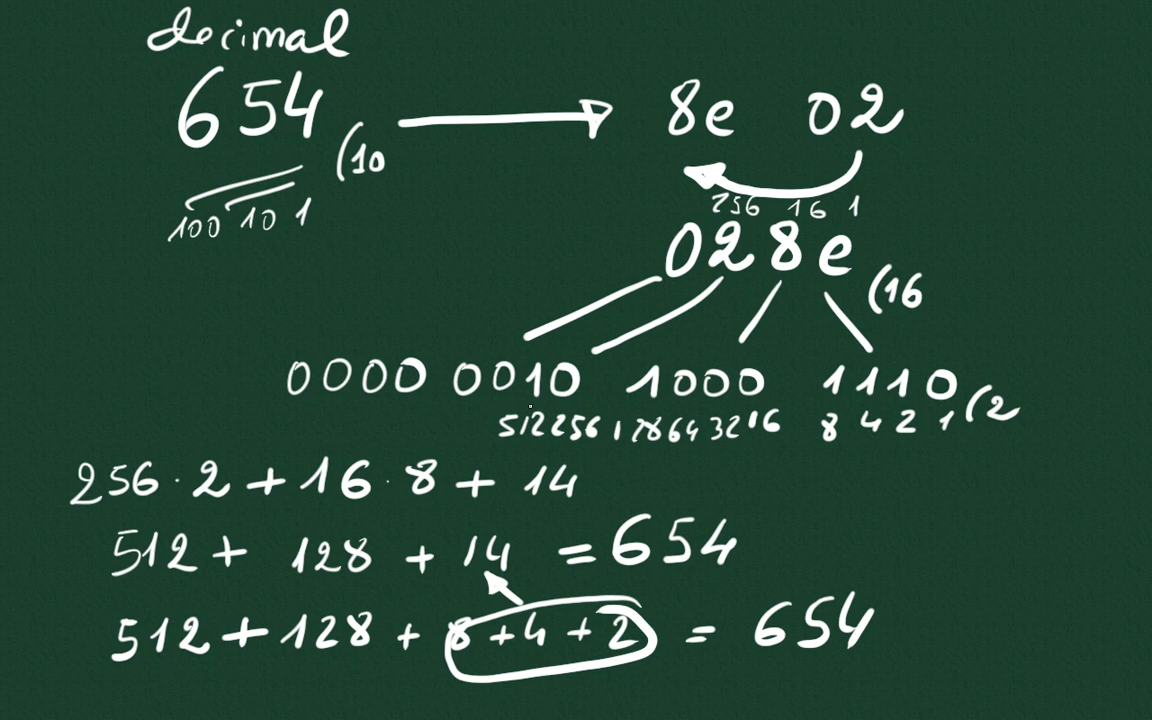 decimal
654 (10 8e 02
100 10 1
256 16 1
028e (16
0000 0010 1000 1110 (2
512 256 128 64 32 16 8 4 2 1
256 · 2 + 16 · 8 + 14
512 + 128 + 14 = 654
512 + 128 + 8 + 4 + 2 = 654